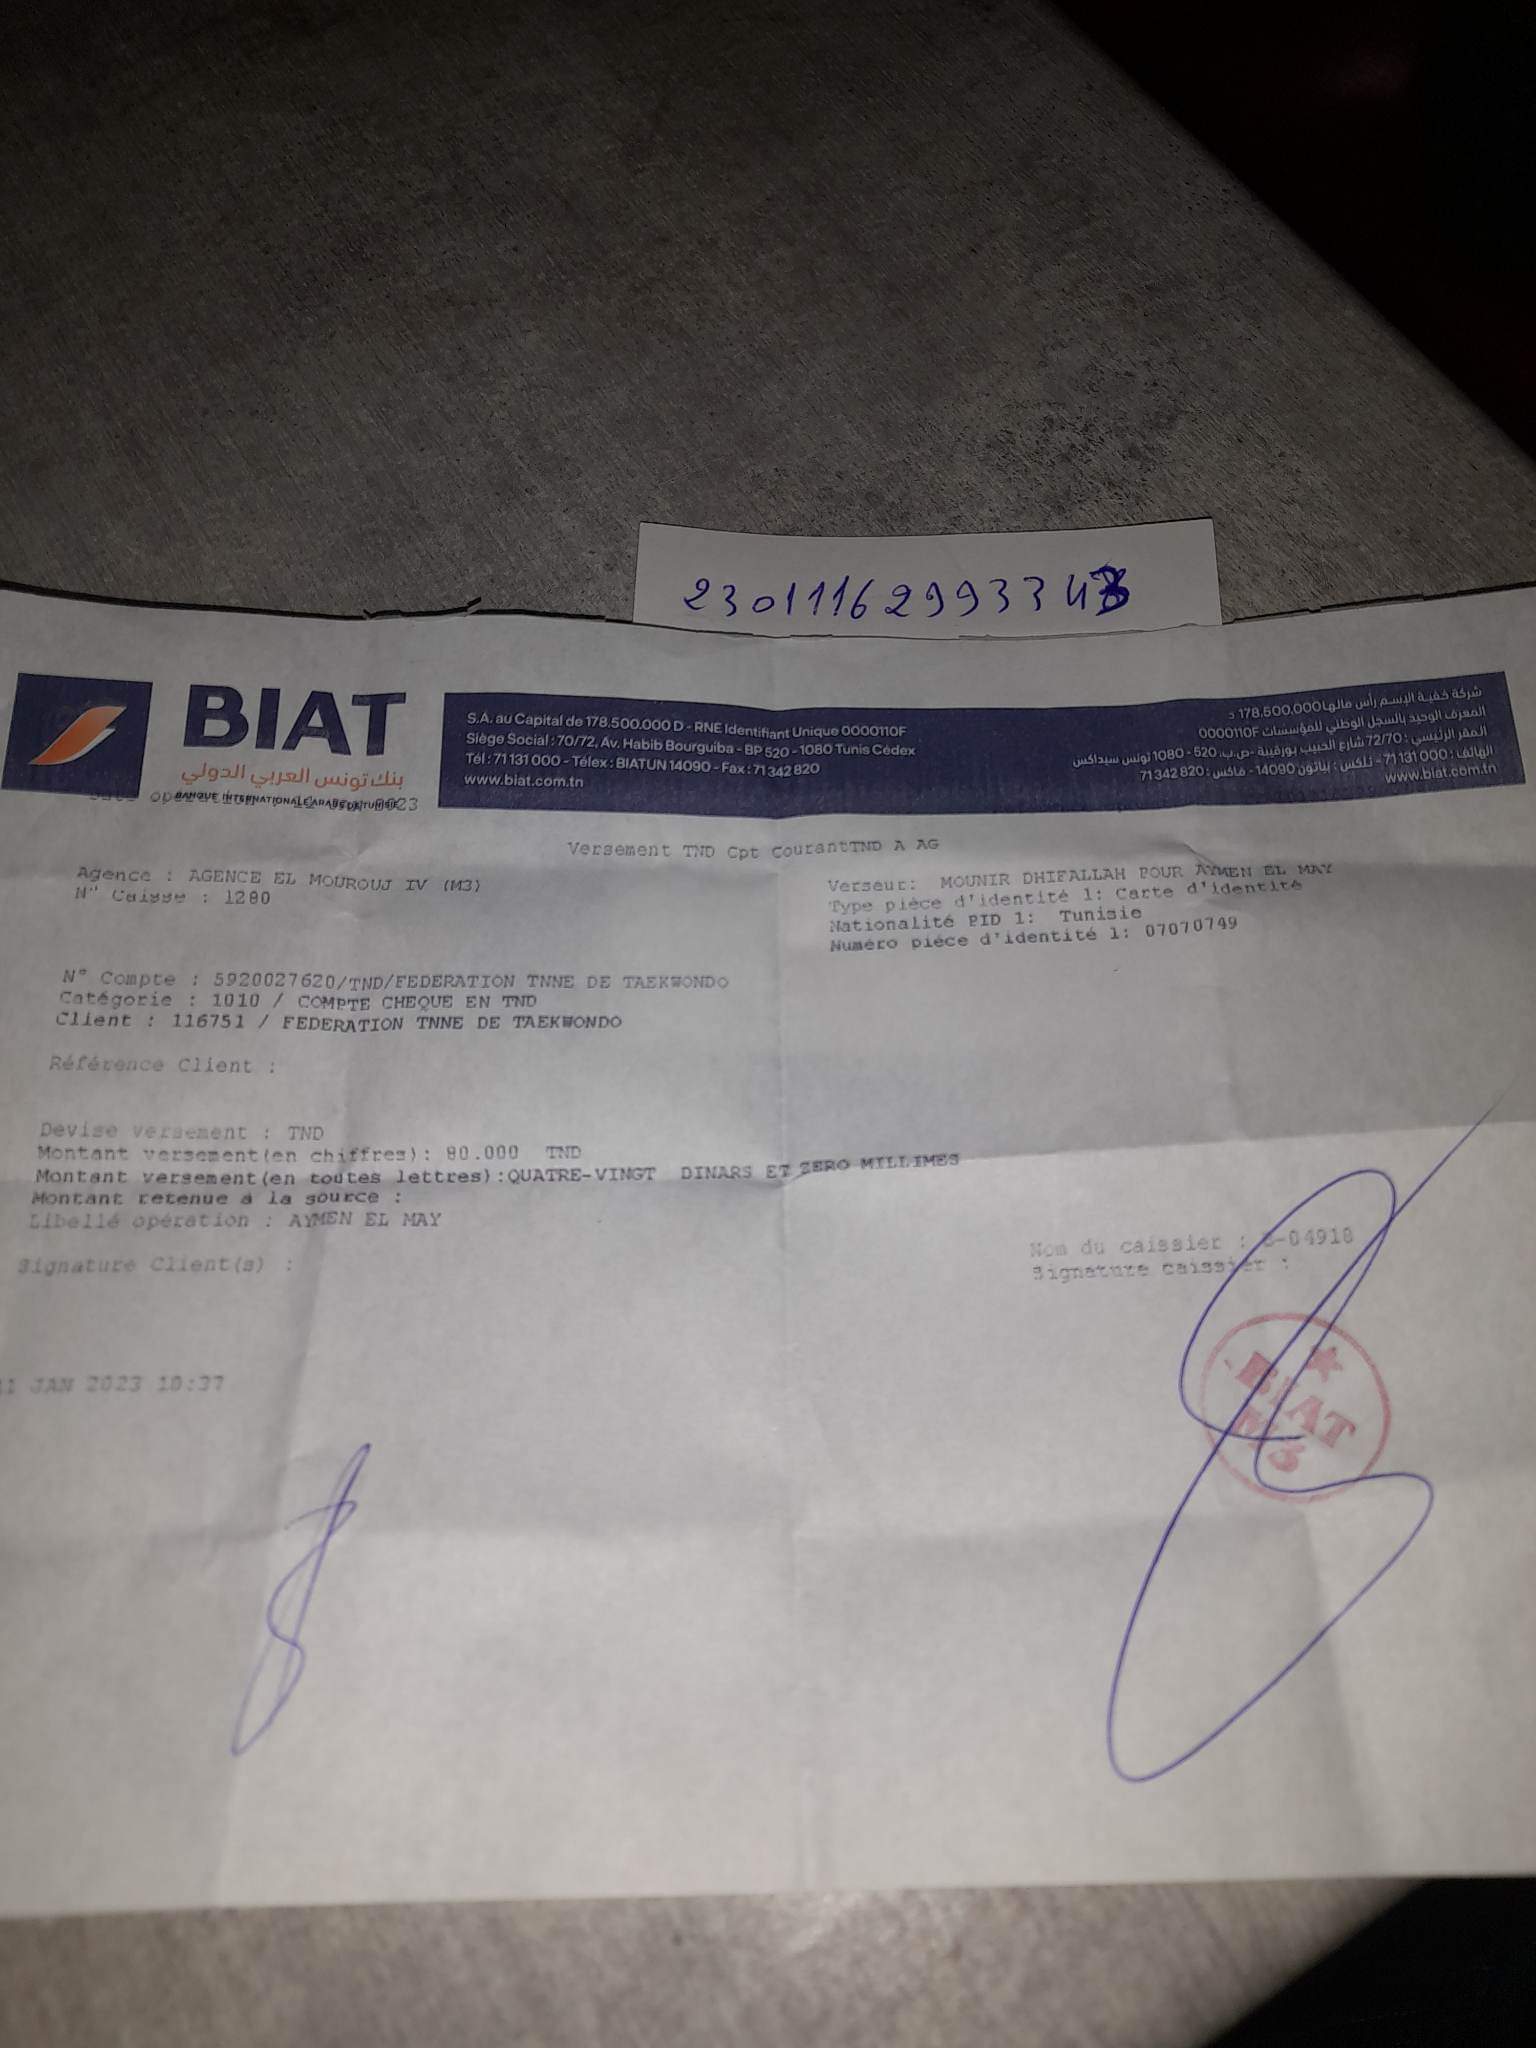 23011162993343
BIAT
بنك تونس العربي الدولي
BANQUE INTERNATIONALE ARABE DE TUNISIE
S.A. au Capital de 178.500.000 D - RNE Identifiant Unique 0000110F
Siège Social : 70/72, Av. Habib Bourguiba - BP 520 - 1080 Tunis Cedex
Tél : 71 131 000 - Télex : BIATUN 14090 - Fax : 71 342 820
www.biat.com.tn
شركة خفية الإسم رأس مالها 178.500.000 د
المعرف الوحيد بالسجل الوطني للمؤسسات 0000110F
المقر الرئيسي : 72/70 شارع الحبيب بورقيبة - ص.ب. 520 - 1080 تونس سيداكس
الهاتف : 71 131 000 - تلكس : بياتون 14090 - فاكس : 71 342 820
www.biat.com.tn
Versement TND Cpt CourantTND A AG
Agence : AGENCE EL MOUROUJ IV (M3)
N° Caisse : 1280
Verseur: MOUNIR DHIFALLAH POUR AYMEN EL MAY
Type pièce d'identité 1: Carte d'identité
Nationalité PID 1: Tunisie
Numéro pièce d'identité 1: 07070749
N° Compte : 5920027620/TND/FEDERATION TNNE DE TAEKWONDO
Catégorie : 1010 / COMPTE CHEQUE EN TND
Client : 116751 / FEDERATION TNNE DE TAEKWONDO
Référence Client :
Devise versement : TND
Montant versement(en chiffres): 80.000 TND
Montant versement(en toutes lettres):QUATRE-VINGT DINARS ET ZERO MILLIMES
Montant retenue à la source :
Libellé opération : AYMEN EL MAY
Nom du caissier : -04918
Signature caissier :
Signature Client(s) :
JAN 2023 10:37
BIAT
M3